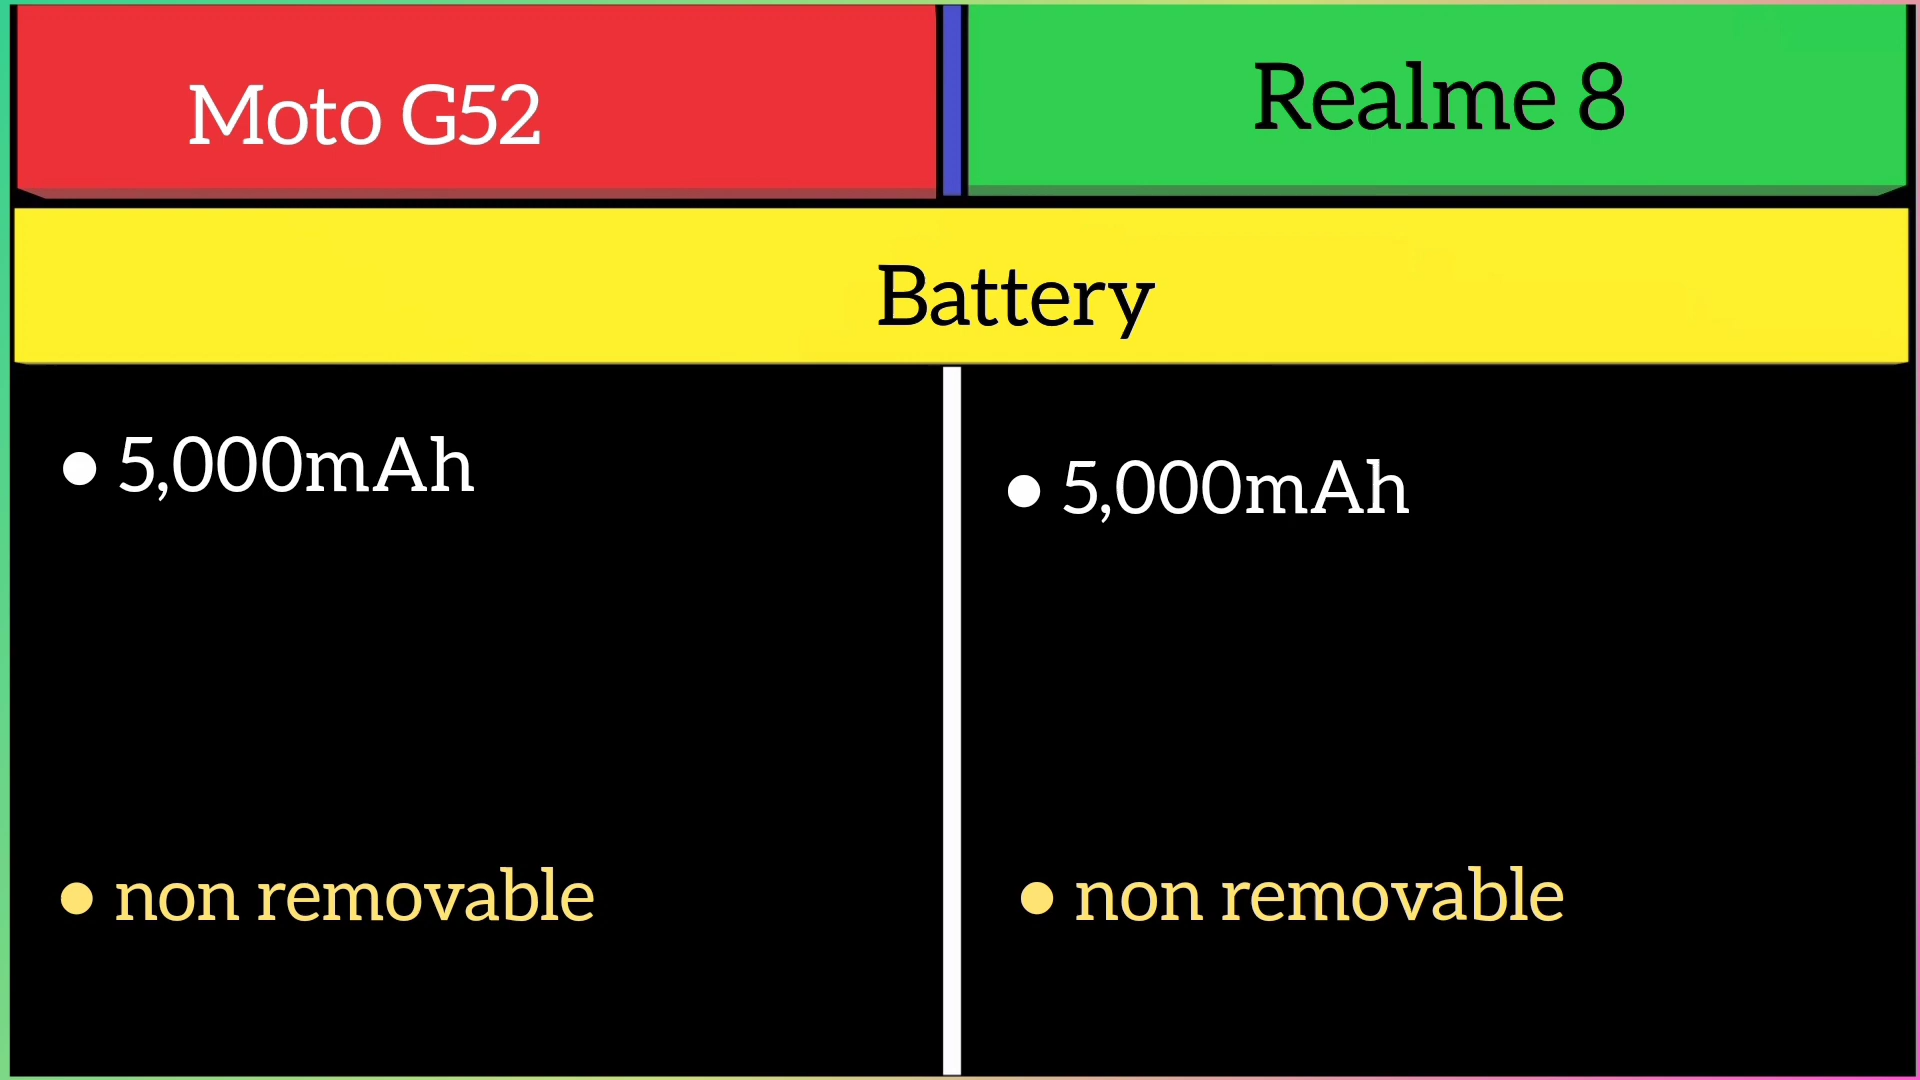 Moto G52
Realme 8
Battery
● 5,000mAh
● 5,000mAh
● non removable
● non removable